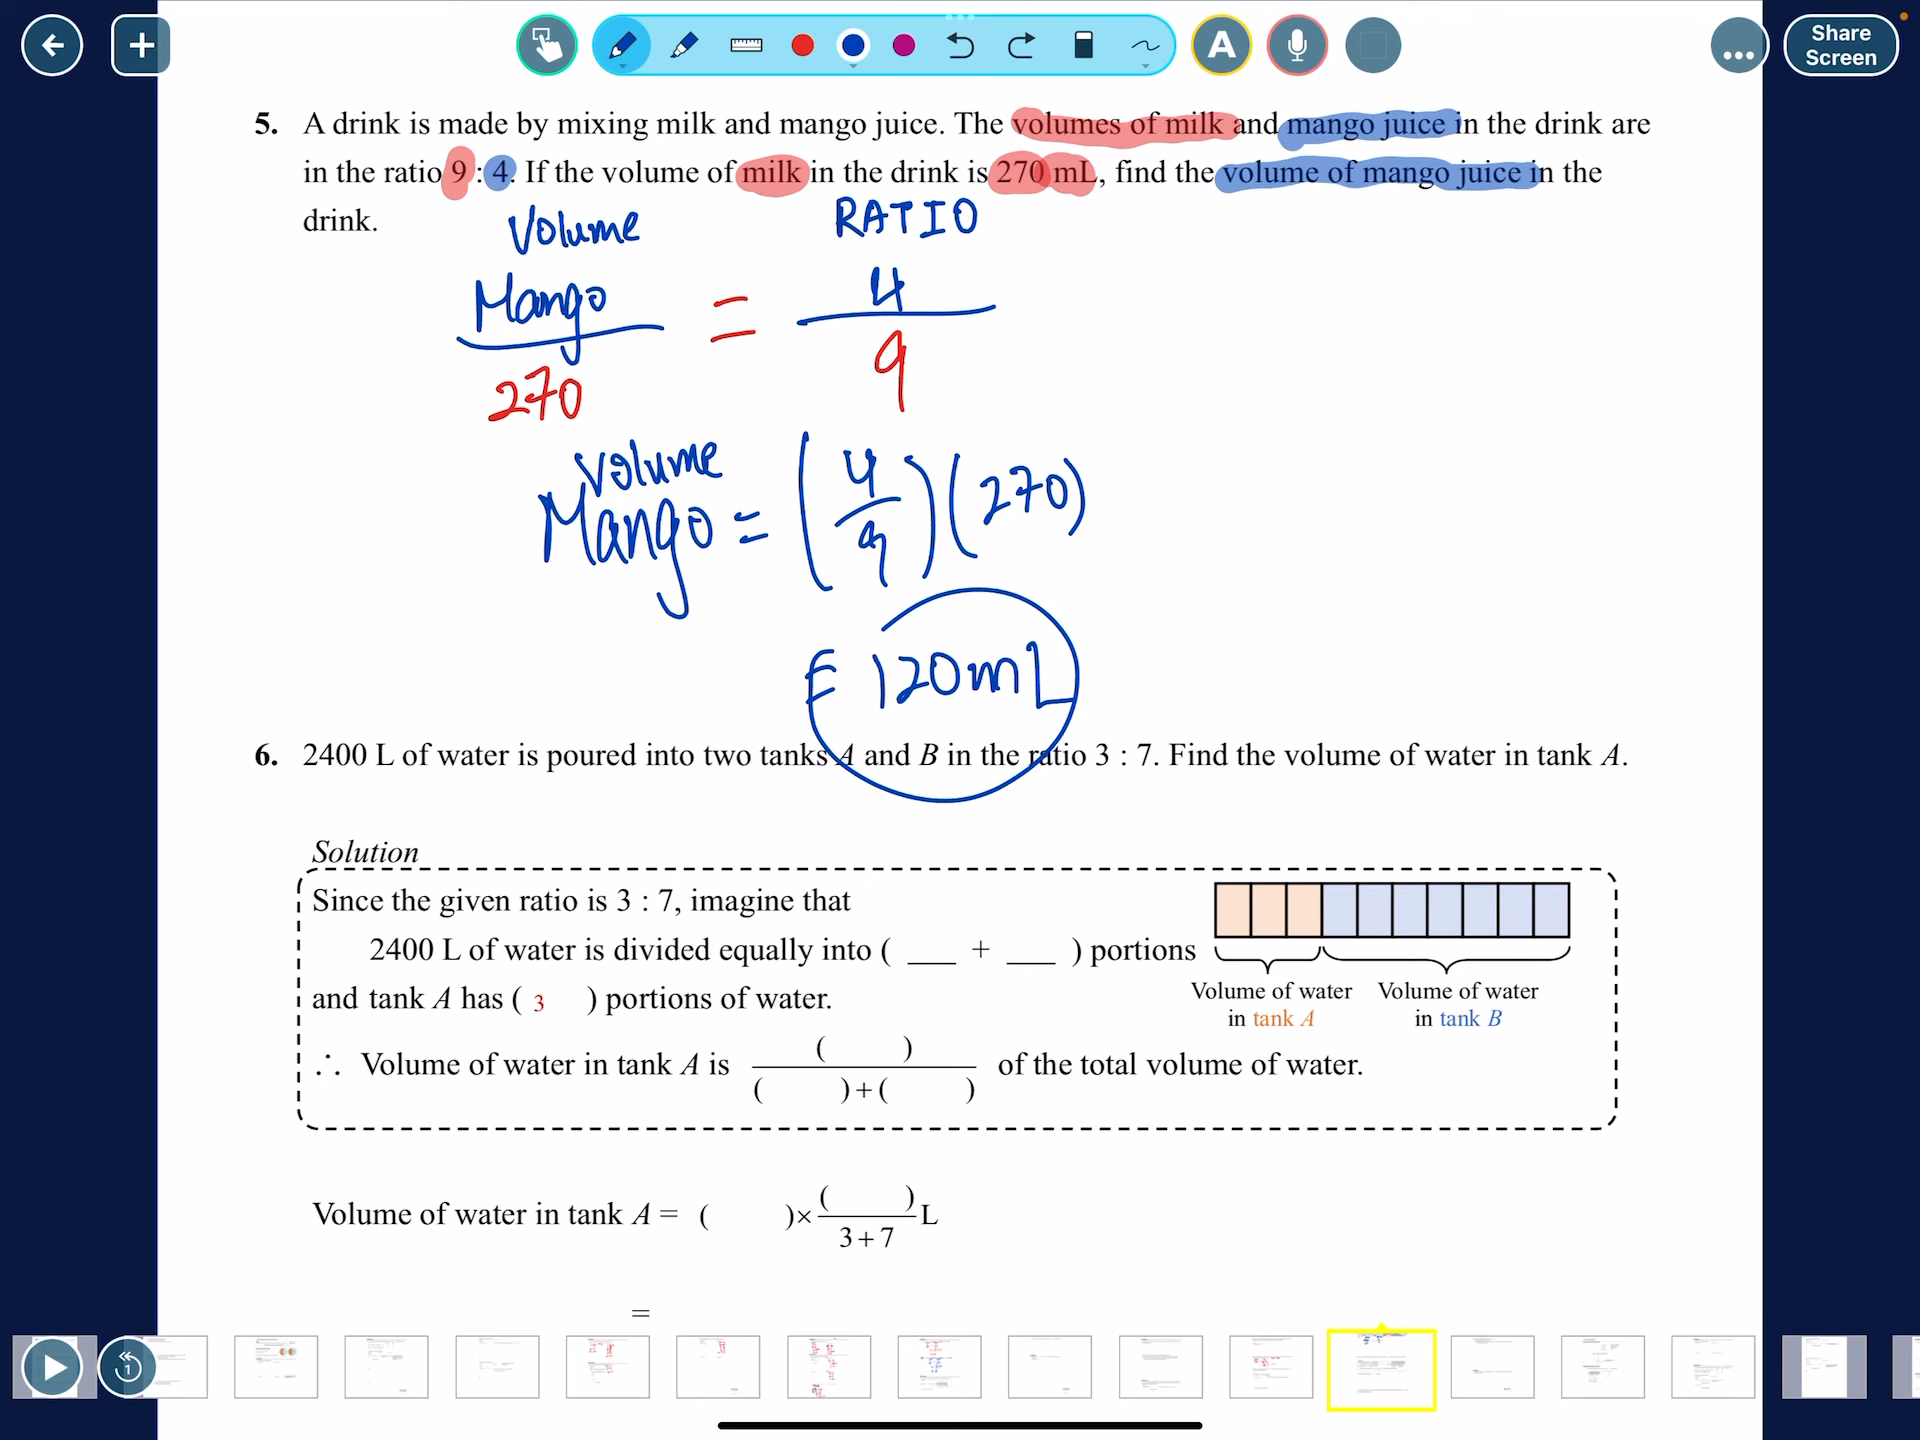 Share
Screen
A
5. A drink is made by mixing milk and mango juice. The volumes of milk and mango juice in the drink are
in the ratio 9 : 4. If the volume of milk in the drink is 270 mL, find the volume of mango juice in the
drink.
Volume RATIO
Mango = 4
270 9
Volume
Mango = (4/9)(270)
= 120mL
6. 2400 L of water is poured into two tanks A and B in the ratio 3 : 7. Find the volume of water in tank A.
Solution
Since the given ratio is 3 : 7, imagine that
2400 L of water is divided equally into ( ___ + ___ ) portions
and tank A has ( 3 ) portions of water.
Volume of water
in tank A
Volume of water
in tank B
∴ Volume of water in tank A is ( ) / ( )+( ) of the total volume of water.
Volume of water in tank A = ( )× ( ) / 3+7 L
=
1